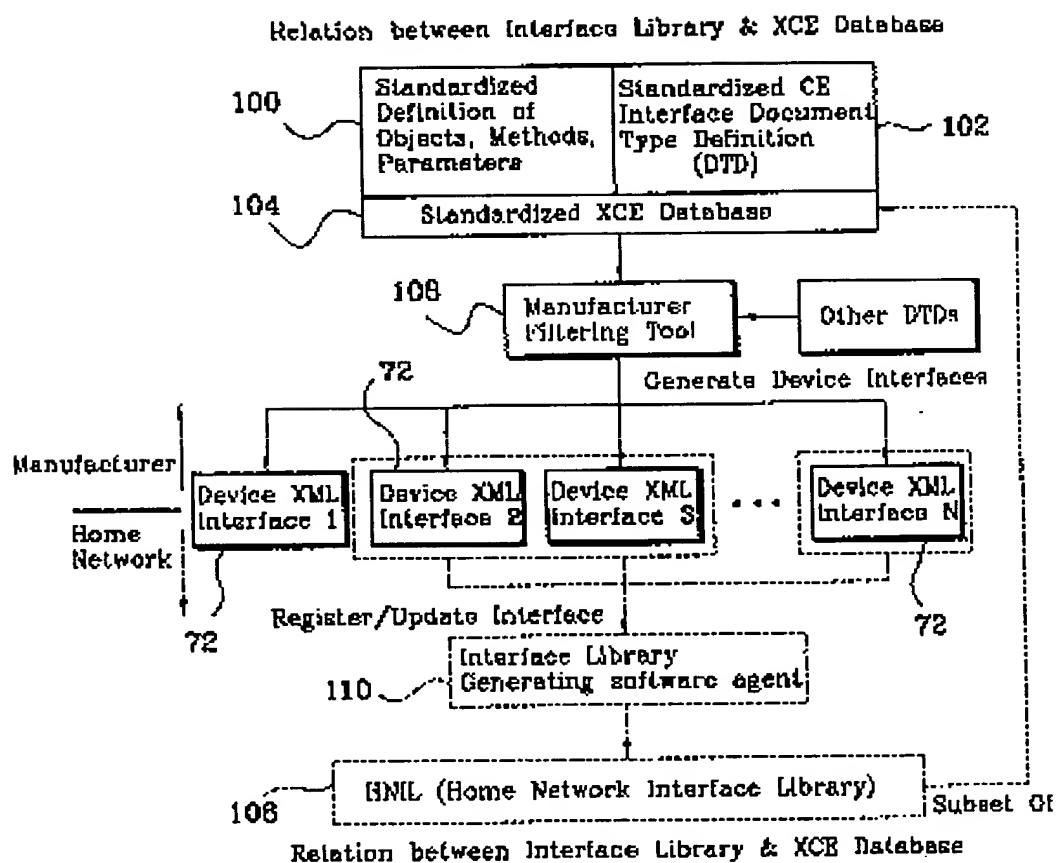 Relation between Interface Library & XCE Database
100
Standardized
Definition of
Objects, Methods,
Parameters
Standardized CE
Interface Document
Type Definition
(DTD)
102
104
Standardized XCE Database
108
Manufacturer
Filtering Tool
Other DTDs
72
Generate Device Interfaces
Manufacturer
Home
Network
Device XML
Interface 1
Device XML
Interface 2
Device XML
Interface 3
...
Device XML
Interface N
72
Register/Update Interface
72
110
Interface Library
Generating software agent
106
HNIL (Home Network Interface Library)
Subset Of
Relation between Interface Library & XCE Database